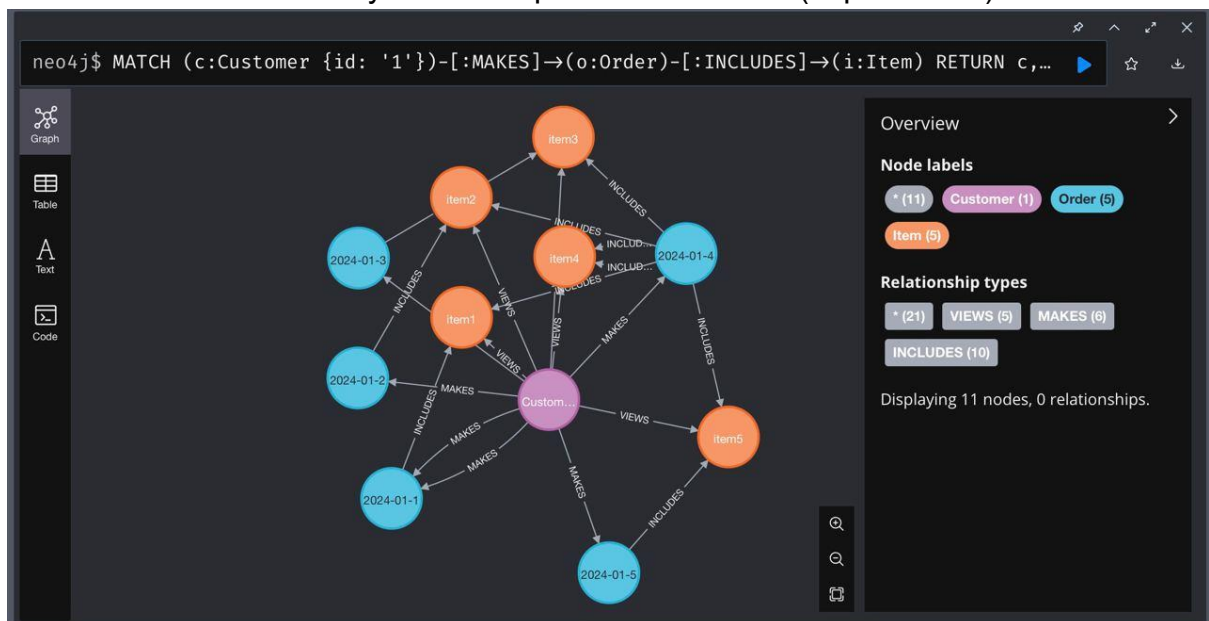 neo4j$ MATCH (c:Customer {id: '1'})-[:MAKES]→(o:Order)-[:INCLUDES]→(i:Item) RETURN c,…
Graph
Table
Text
Code
item3
item2
2024-01-3
item4
2024-01-4
item1
2024-01-2
Custom...
item5
2024-01-1
2024-01-5
INCLUDES
INCLUDES
INCLUD...
INCLUD...
INCLUDES
INCLUDES
VIEWS
VIEWS
VIEWS
MAKES
INCLUDES
MAKES
INCLUDES
VIEWS
MAKES
MAKES
MAKES
INCLUDES
Overview
Node labels
* (11) Customer (1) Order (5)
Item (5)
Relationship types
* (21) VIEWS (5) MAKES (6)
INCLUDES (10)
Displaying 11 nodes, 0 relationships.